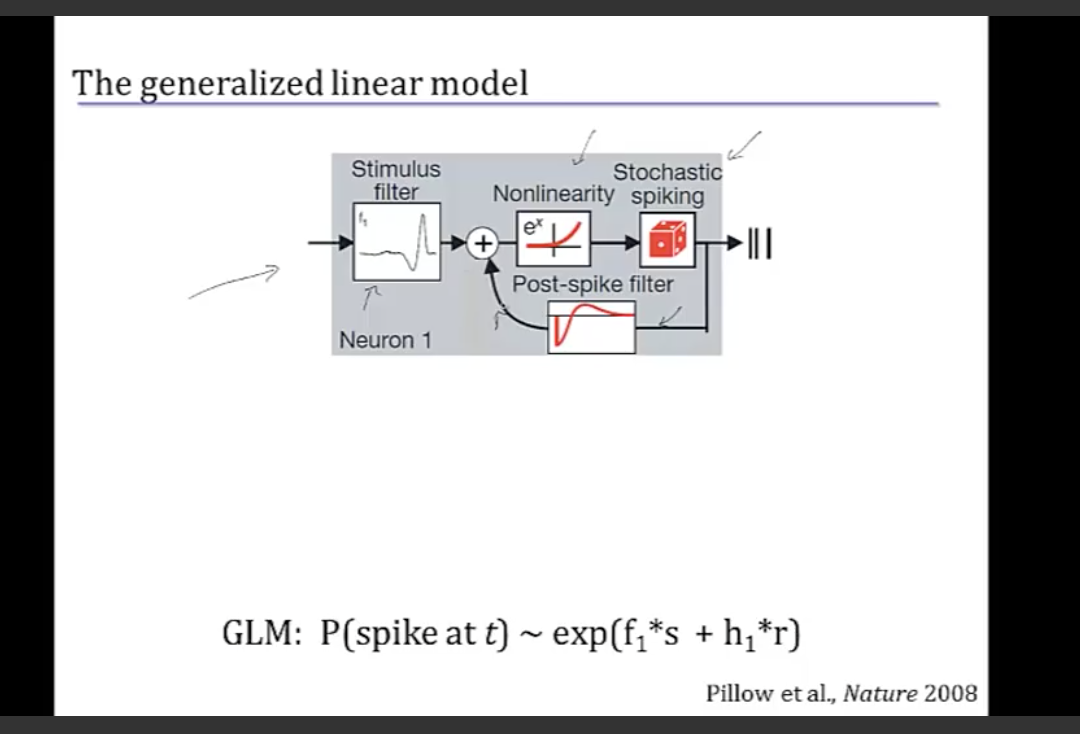 The generalized linear model
Stimulus
filter
Nonlinearity
Stochastic
spiking
f₁
eˣ
+
Post-spike filter
Neuron 1
GLM: P(spike at t) ~ exp(f₁*s + h₁*r)
Pillow et al., Nature 2008